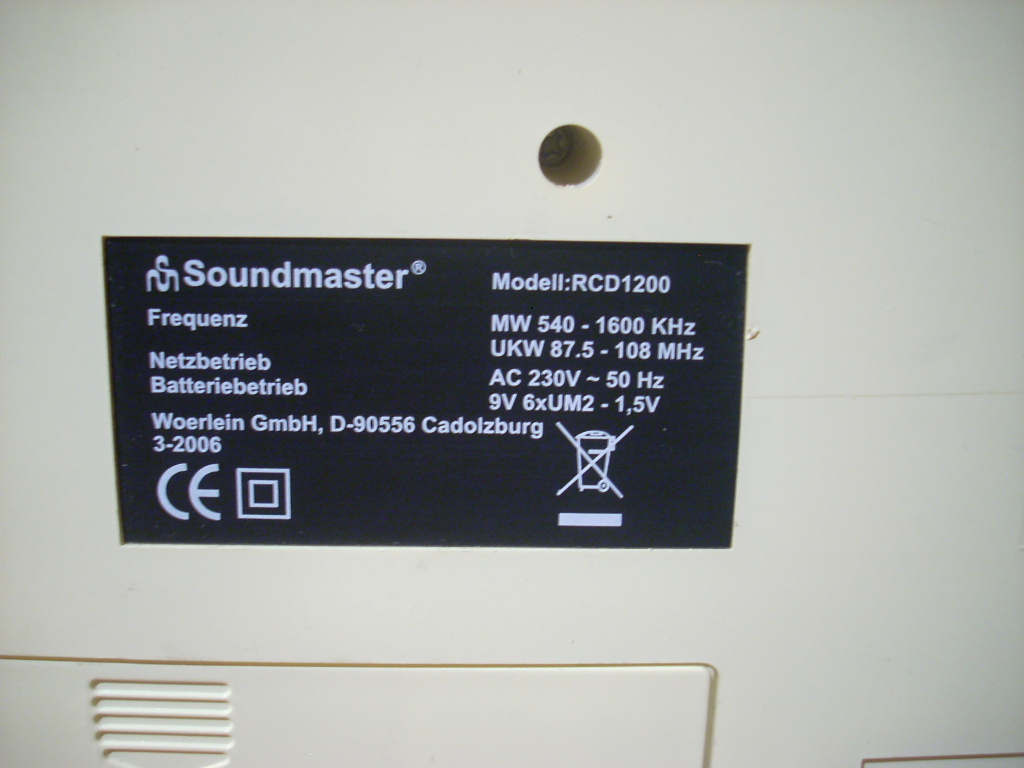 Soundmaster® Modell:RCD1200
Frequenz MW 540 - 1600 KHz
UKW 87.5 - 108 MHz
Netzbetrieb AC 230V ~ 50 Hz
Batteriebetrieb 9V 6xUM2 - 1,5V
Woerlein GmbH, D-90556 Cadolzburg
3-2006
CE